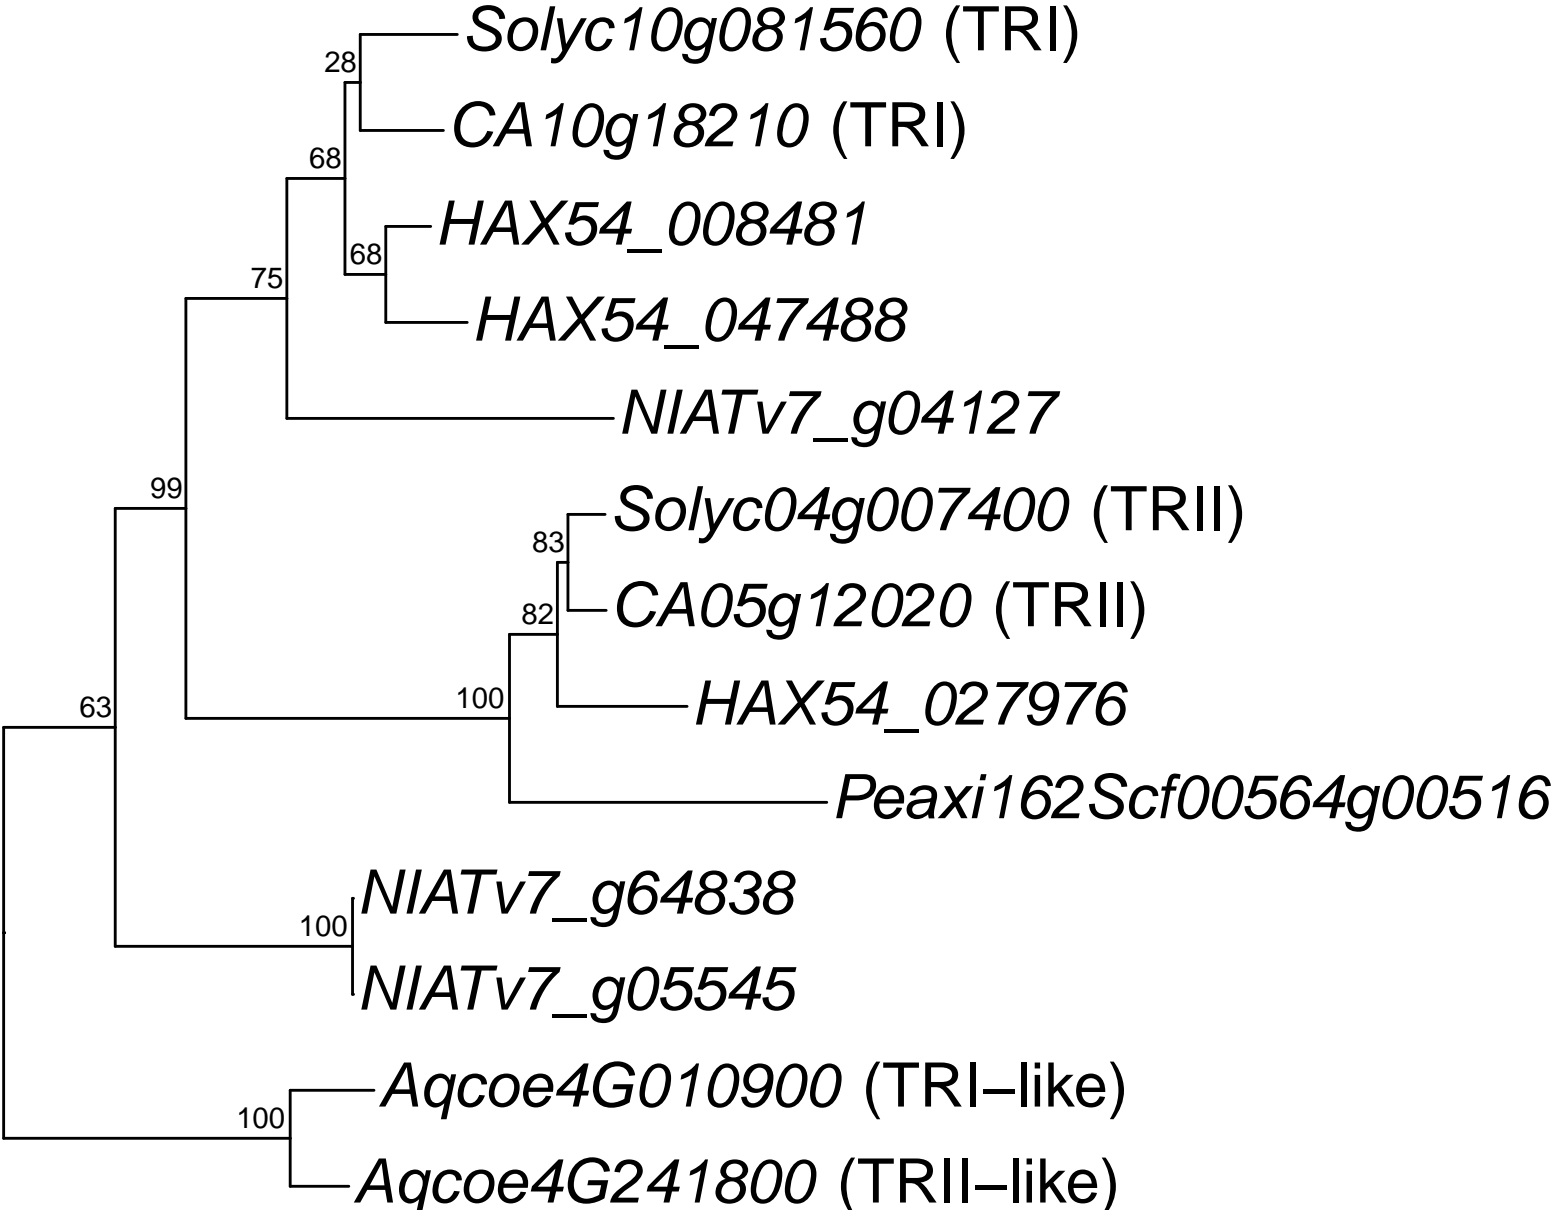 Solyc10g081560 (TRI)
28
CA10g18210 (TRI)
68
HAX54_008481
68
HAX54_047488
75
NIATv7_g04127
99
Solyc04g007400 (TRII)
83
CA05g12020 (TRII)
82
HAX54_027976
100
63
Peaxi162Scf00564g00516
NIATv7_g64838
100
NIATv7_g05545
Aqcoe4G010900 (TRI–like)
100
Aqcoe4G241800 (TRII–like)